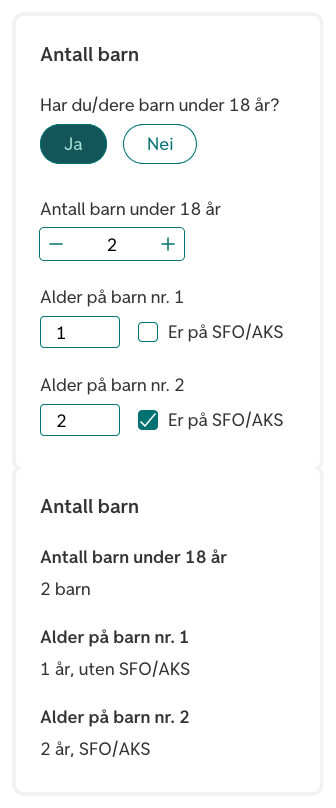 Antall barn
Har du/dere barn under 18 år?
Ja Nei
Antall barn under 18 år
2
Alder på barn nr. 1
1 Er på SFO/AKS
Alder på barn nr. 2
2 Er på SFO/AKS
Antall barn
Antall barn under 18 år
2 barn
Alder på barn nr. 1
1 år, uten SFO/AKS
Alder på barn nr. 2
2 år, SFO/AKS